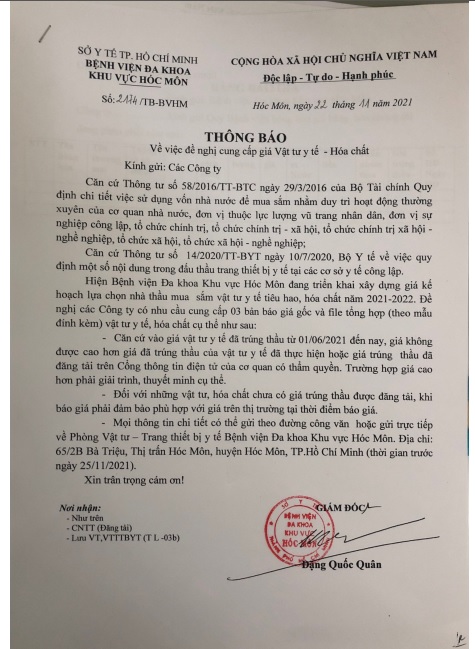 SỞ Y TẾ TP. HỒ CHÍ MINH
BỆNH VIỆN ĐA KHOA
KHU VỰC HÓC MÔN
Số: 2174 /TB-BVHM
CỘNG HÒA XÃ HỘI CHỦ NGHĨA VIỆT NAM
Độc lập - Tự do - Hạnh phúc
Hóc Môn, ngày 22 tháng 11 năm 2021
THÔNG BÁO
Về việc đề nghị cung cấp giá Vật tư y tế - Hóa chất
Kính gửi: Các Công ty
Căn cứ Thông tư số 58/2016/TT-BTC ngày 29/3/2016 của Bộ Tài chính Quy
định chi tiết việc sử dụng vốn nhà nước để mua sắm nhằm duy trì hoạt động thường
xuyên của cơ quan nhà nước, đơn vị thuộc lực lượng vũ trang nhân dân, đơn vị sự
nghiệp công lập, tổ chức chính trị, tổ chức chính trị - xã hội, tổ chức chính trị xã hội -
nghề nghiệp, tổ chức xã hội, tổ chức xã hội - nghề nghiệp;
Căn cứ Thông tư số 14/2020/TT-BYT ngày 10/7/2020, Bộ Y tế về việc quy
định một số nội dung trong đấu thầu trang thiết bị y tế tại các cơ sở y tế công lập.
Hiện Bệnh viện Đa khoa Khu vực Hóc Môn đang triển khai xây dựng giá kế
hoạch lựa chọn nhà thầu mua sắm vật tư y tế tiêu hao, hóa chất năm 2021-2022. Đề
nghị các Công ty có nhu cầu cung cấp 03 bản báo giá gốc và file tổng hợp (theo mẫu
đính kèm) vật tư y tế, hóa chất cụ thể như sau:
- Căn cứ vào giá vật tư y tế đã trúng thầu từ 01/06/2021 đến nay, giá không
được cao hơn giá đã trúng thầu của vật tư y tế đã thực hiện hoặc giá trúng thầu đã
đăng tải trên Cổng thông tin điện tử của cơ quan có thẩm quyền. Trường hợp giá cao
hơn phải giải trình, thuyết minh cụ thể.
- Đối với những vật tư, hóa chất chưa có giá trúng thầu được đăng tải, khi
báo giá phải đảm bảo phù hợp với giá trên thị trường tại thời điểm báo giá.
- Mọi thông tin chi tiết có thể gửi theo đường công văn hoặc gửi trực tiếp
về Phòng Vật tư – Trang thiết bị y tế Bệnh viện Đa khoa Khu vực Hóc Môn. Địa chỉ:
65/2B Bà Triệu, Thị trấn Hóc Môn, huyện Hóc Môn, TP.Hồ Chí Minh (thời gian trước
ngày 25/11/2021).
Xin trân trọng cám ơn!
Nơi nhận:
- Như trên
- CNTT (Đăng tải)
- Lưu VT,VTTTBYT (T L -03b)
GIÁM ĐỐC
BỆNH VIỆN
ĐA KHOA
KHU VỰC
HÓC MÔN
Đặng Quốc Quân